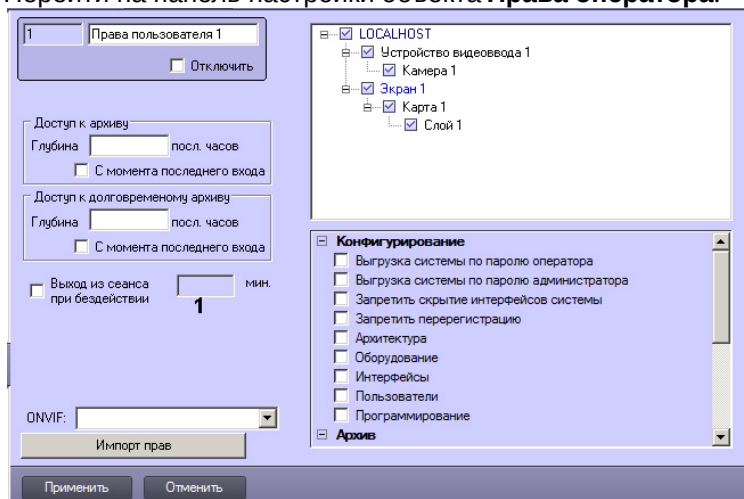 Перейти на панель настройки объекта Права оператора.
1 Права пользователя 1
Отключить
Доступ к архиву
Глубина посл. часов
С момента последнего входа
Доступ к долговременому архиву
Глубина посл. часов
С момента последнего входа
Выход из сеанса
при бездействии
мин.
1
ONVIF:
Импорт прав
LOCALHOST
Устройство видеоввода 1
Камера 1
Экран 1
Карта 1
Слой 1
Конфигурирование
Выгрузка системы по паролю оператора
Выгрузка системы по паролю администратора
Запретить скрытие интерфейсов системы
Запретить перерегистрацию
Архитектура
Оборудование
Интерфейсы
Пользователи
Программирование
Архив
Применить Отменить